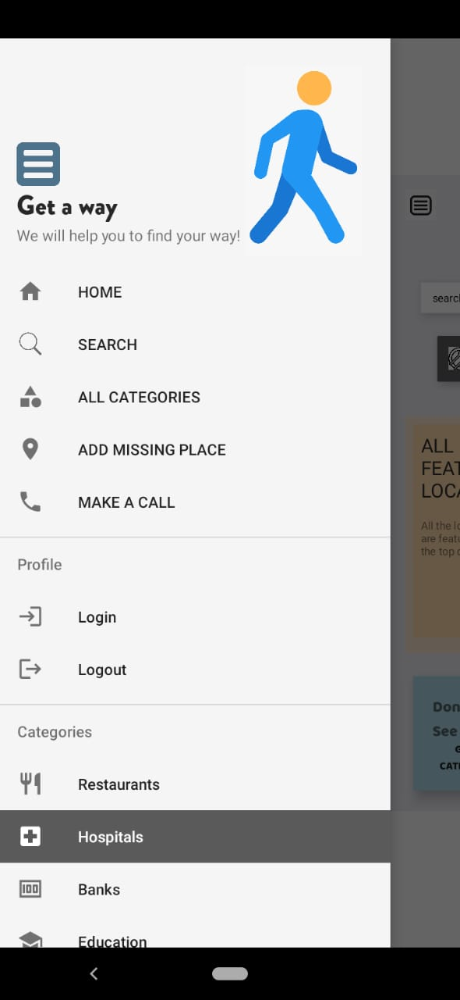 Get a way
We will help you to find your way!
HOME
SEARCH
ALL CATEGORIES
ADD MISSING PLACE
MAKE A CALL
Profile
Login
Logout
Categories
Restaurants
Hospitals
100
Banks
Education
searc
ALL
FEAT
LOCA
All the lo
are featu
the top o
Don
See
G
CATE